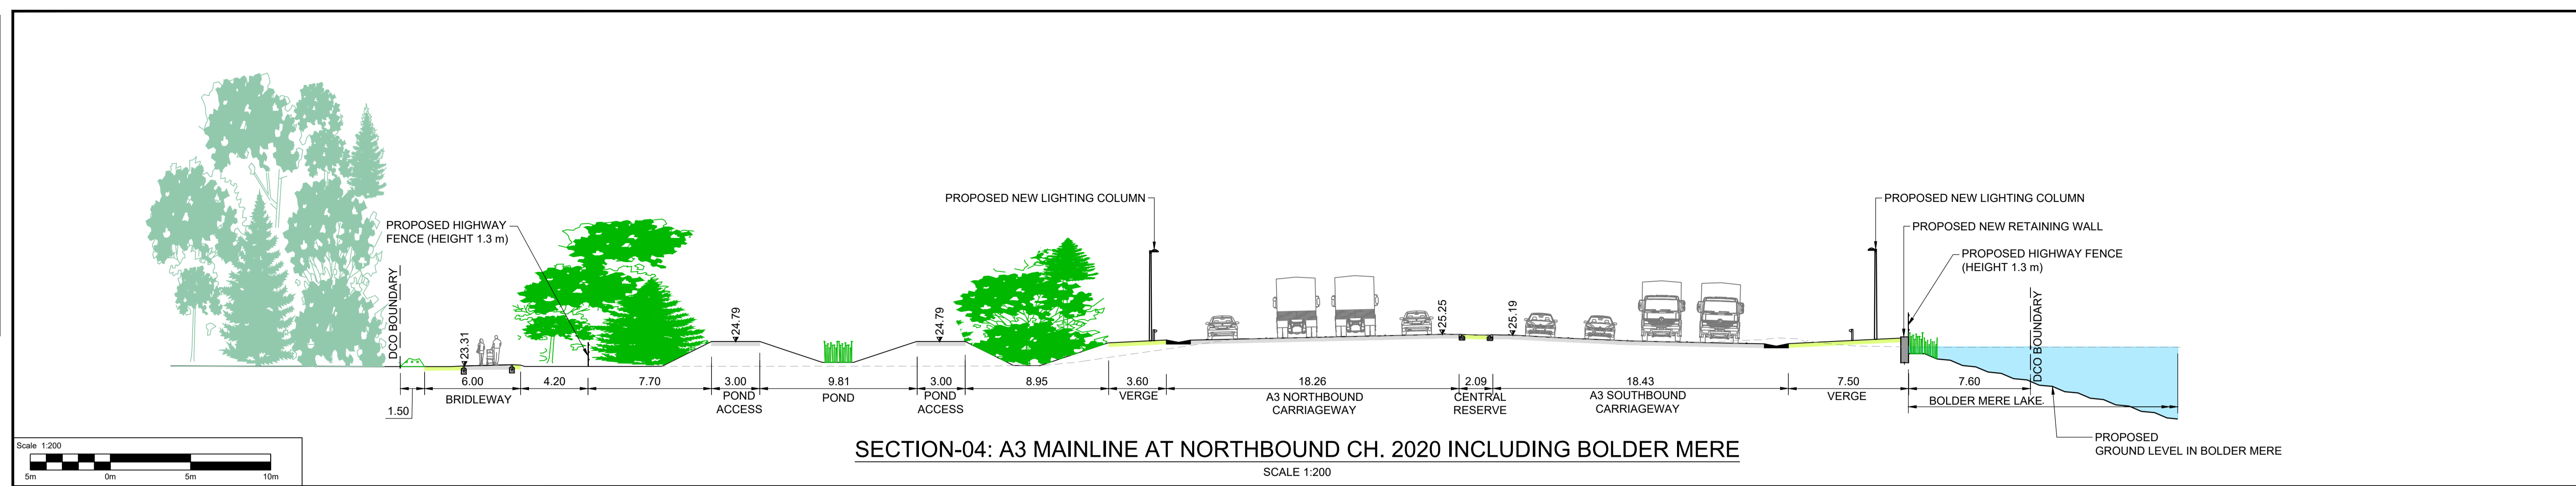 PROPOSED NEW LIGHTING COLUMN
PROPOSED NEW LIGHTING COLUMN
PROPOSED HIGHWAY
FENCE (HEIGHT 1.3 m)
PROPOSED NEW RETAINING WALL
PROPOSED HIGHWAY FENCE
(HEIGHT 1.3 m)
DCO BOUNDARY
23.31
24.79
24.79
25.25
25.19
DCO BOUNDARY
1.50
6.00
BRIDLEWAY
4.20
7.70
3.00
POND
ACCESS
9.81
POND
3.00
POND
ACCESS
8.95
3.60
VERGE
18.26
A3 NORTHBOUND
CARRIAGEWAY
2.09
CENTRAL
RESERVE
18.43
A3 SOUTHBOUND
CARRIAGEWAY
7.50
VERGE
7.60
BOLDER MERE LAKE
PROPOSED
GROUND LEVEL IN BOLDER MERE
SECTION-04: A3 MAINLINE AT NORTHBOUND CH. 2020 INCLUDING BOLDER MERE
SCALE 1:200
Scale 1:200
5m 0m 5m 10m